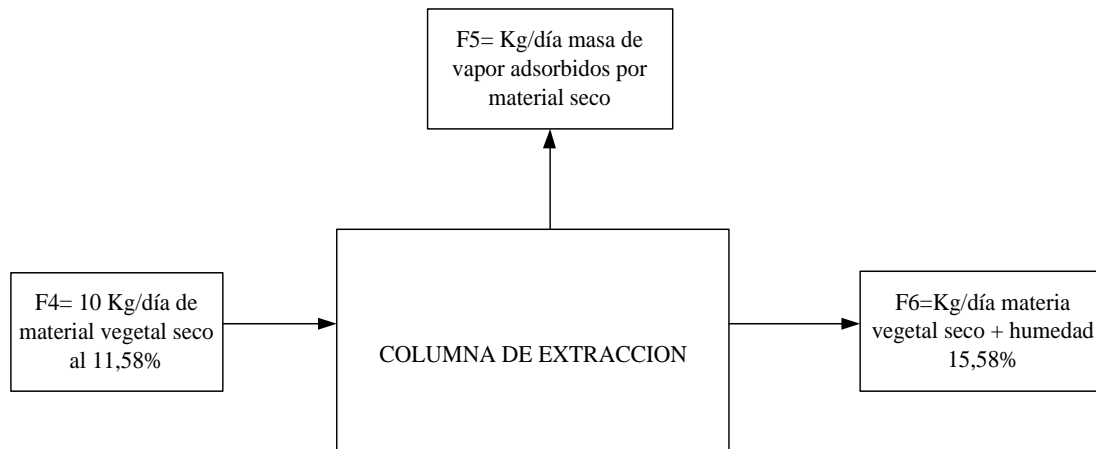 F5= Kg/día masa de
vapor adsorbidos por
material seco
F4= 10 Kg/día de
material vegetal seco
al 11,58%
COLUMNA DE EXTRACCION
F6=Kg/día materia
vegetal seco + humedad
15,58%